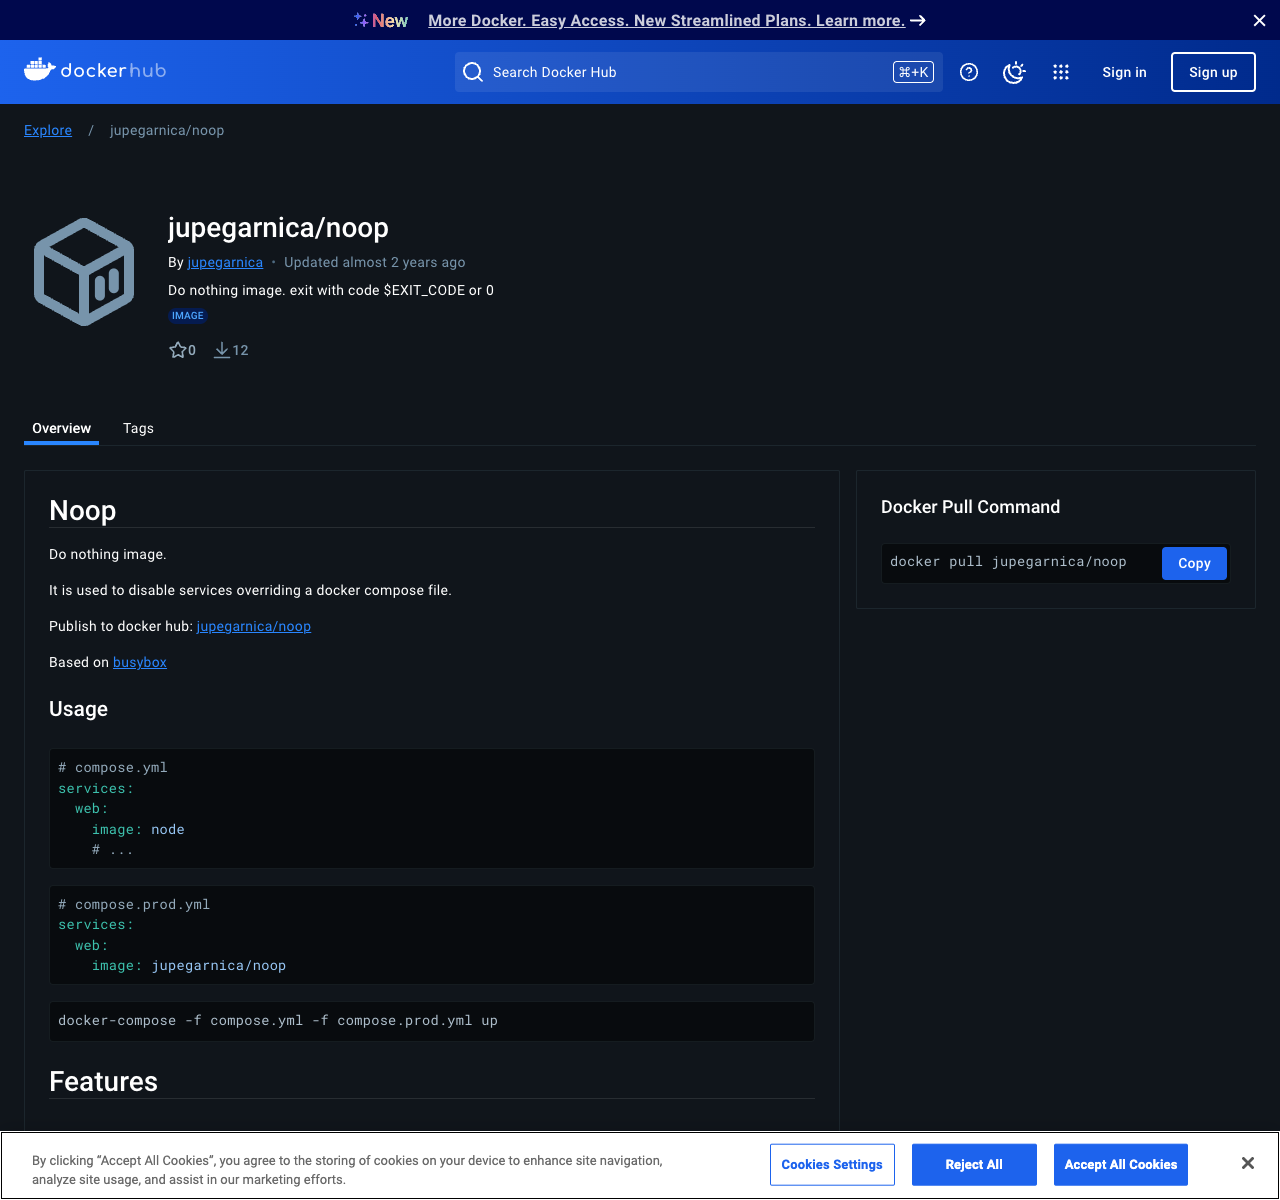 New More Docker. Easy Access. New Streamlined Plans. Learn more.
dockerhub
Search Docker Hub
⌘+K
Sign in
Sign up
Explore / jupegarnica/noop
jupegarnica/noop
By jupegarnica • Updated almost 2 years ago
Do nothing image. exit with code $EXIT_CODE or 0
IMAGE
0 12
Overview Tags
Noop
Do nothing image.
It is used to disable services overriding a docker compose file.
Publish to docker hub: jupegarnica/noop
Based on busybox
Usage
# compose.yml
services:
  web:
    image: node
    # ...
# compose.prod.yml
services:
  web:
    image: jupegarnica/noop
docker-compose -f compose.yml -f compose.prod.yml up
Features
Docker Pull Command
docker pull jupegarnica/noop
Copy
By clicking “Accept All Cookies”, you agree to the storing of cookies on your device to enhance site navigation,
analyze site usage, and assist in our marketing efforts.
Cookies Settings
Reject All
Accept All Cookies